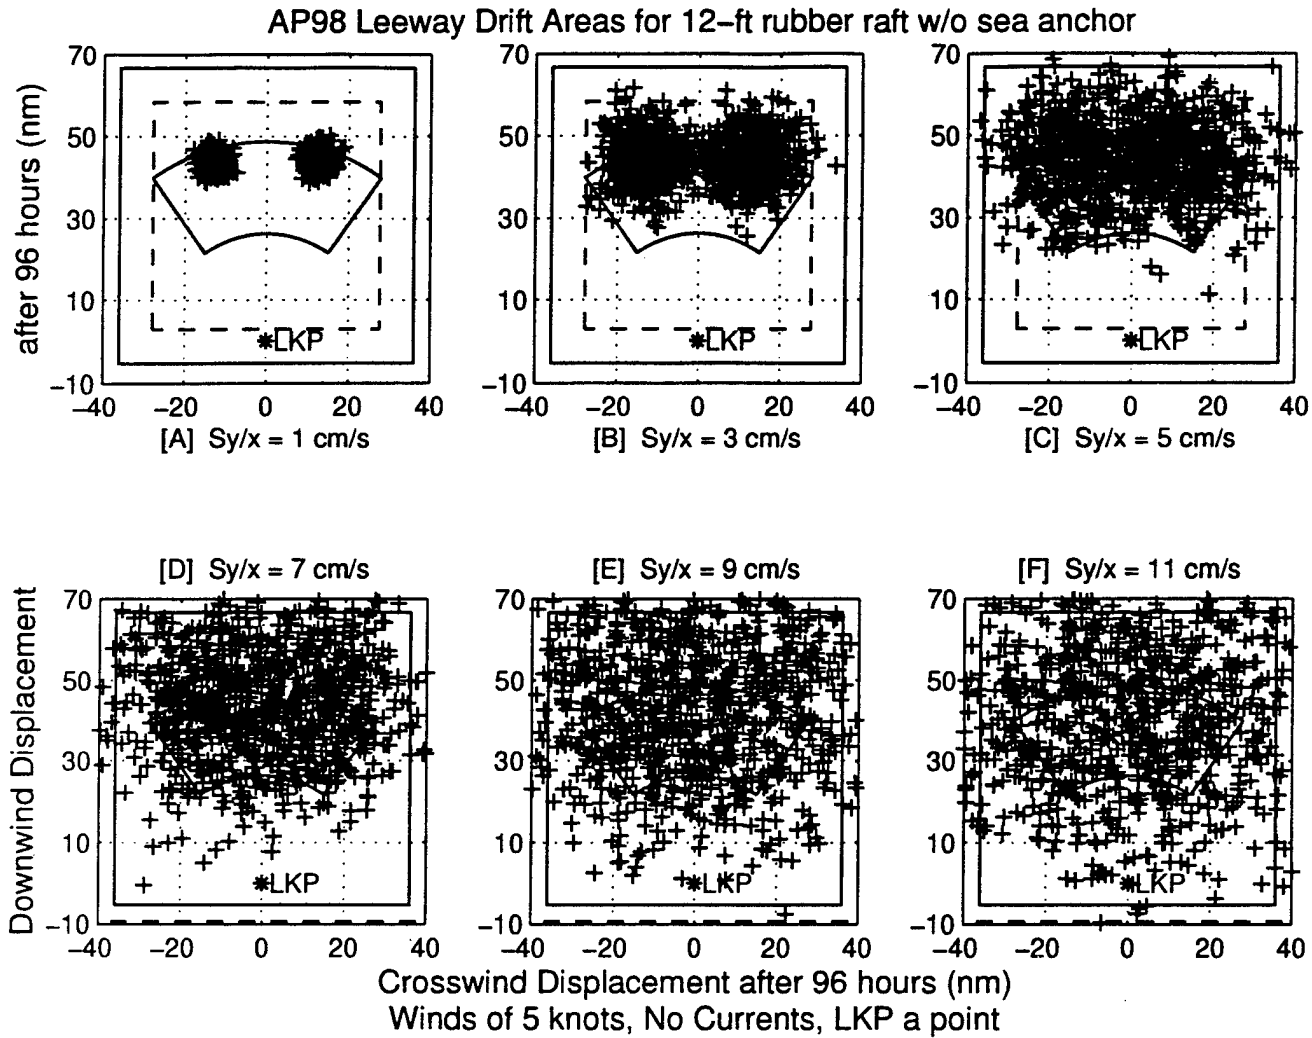 AP98 Leeway Drift Areas for 12-ft rubber raft w/o sea anchor
after 96 hours (nm)
70
50
30
10
-10
LKP
-40 -20 0 20 40
[A] Sy/x = 1 cm/s
70
50
30
10
-10
LKP
-40 -20 0 20 40
[B] Sy/x = 3 cm/s
70
50
30
10
-10
LKP
-40 -20 0 20 40
[C] Sy/x = 5 cm/s
Downwind Displacement
[D] Sy/x = 7 cm/s
70
50
30
10
-10
LKP
-40 -20 0 20 40
[E] Sy/x = 9 cm/s
70
50
30
10
-10
LKP
-40 -20 0 20 40
[F] Sy/x = 11 cm/s
70
50
30
10
-10
LKP
-40 -20 0 20 40
Crosswind Displacement after 96 hours (nm)
Winds of 5 knots, No Currents, LKP a point